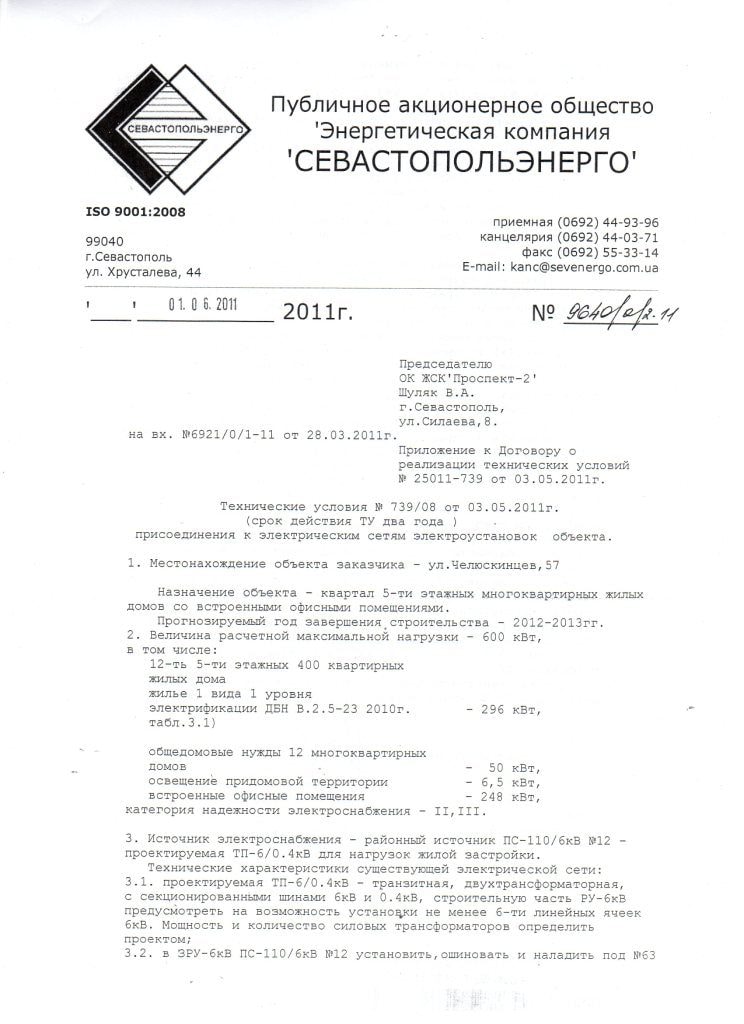 СЕВАСТОПОЛЬЭНЕРГО
Публичное акционерное общество
'Энергетическая компания
'СЕВАСТОПОЛЬЭНЕРГО'
ISO 9001:2008
99040
г.Севастополь
ул. Хрусталева, 44
приемная (0692) 44-93-96
канцелярия (0692) 44-03-71
факс (0692) 55-33-14
E-mail: kanc@sevenergo.com.ua
' ' 01.06.2011 2011г.
№ 9640/0/2-11
Председателю
ОК ЖСК'Проспект-2'
Шуляк В.А.
г.Севастополь,
ул.Силаева,8.
на вх. №6921/0/1-11 от 28.03.2011г.
Приложение к Договору о
реализации технических условий
№ 25011-739 от 03.05.2011г.
Технические условия № 739/08 от 03.05.2011г.
(срок действия ТУ два года )
присоединения к электрическим сетям электроустановок объекта.
1. Местонахождение объекта заказчика - ул.Челюскинцев,57
Назначение объекта - квартал 5-ти этажных многоквартирных жилых
домов со встроенными офисными помещениями.
Прогнозируемый год завершения строительства - 2012-2013гг.
2. Величина расчетной максимальной нагрузки - 600 кВт,
в том числе:
12-ть 5-ти этажных 400 квартирных
жилых дома
жилье 1 вида 1 уровня
электрификации ДБН В.2.5-23 2010г. - 296 кВт,
табл.3.1)
общедомовые нужды 12 многоквартирных
домов - 50 кВт,
освещение придомовой территории - 6,5 кВт,
встроенные офисные помещения - 248 кВт,
категория надежности электроснабжения - II,III.
3. Источник электроснабжения - районный источник ПС-110/6кВ №12 -
проектируемая ТП-6/0.4кВ для нагрузок жилой застройки.
Технические характеристики существующей электрической сети:
3.1. проектируемая ТП-6/0.4кВ - транзитная, двухтрансформаторная,
с секционированными шинами 6кВ и 0.4кВ, строительную часть РУ-6кВ
предусмотреть на возможность установки не менее 6-ти линейных ячеек
6кВ. Мощность и количество силовых трансформаторов определить
проектом;
3.2. в ЗРУ-6кВ ПС-110/6кВ №12 установить,ошиновать и наладить под №63